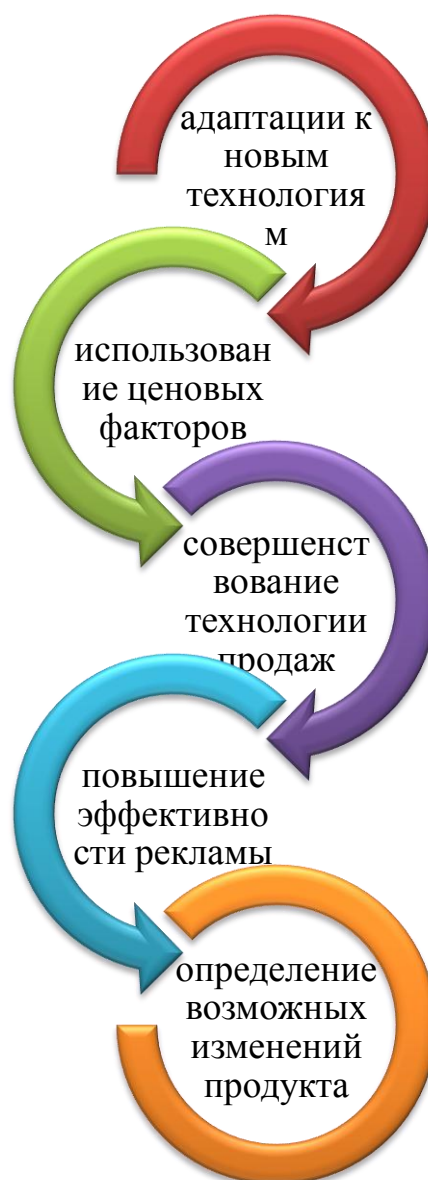 адаптации к
новым
технология
м
использован
ие ценовых
факторов
совершенст
вование
технологии
продаж
повышение
эффективно
сти рекламы
определение
возможных
изменений
продукта